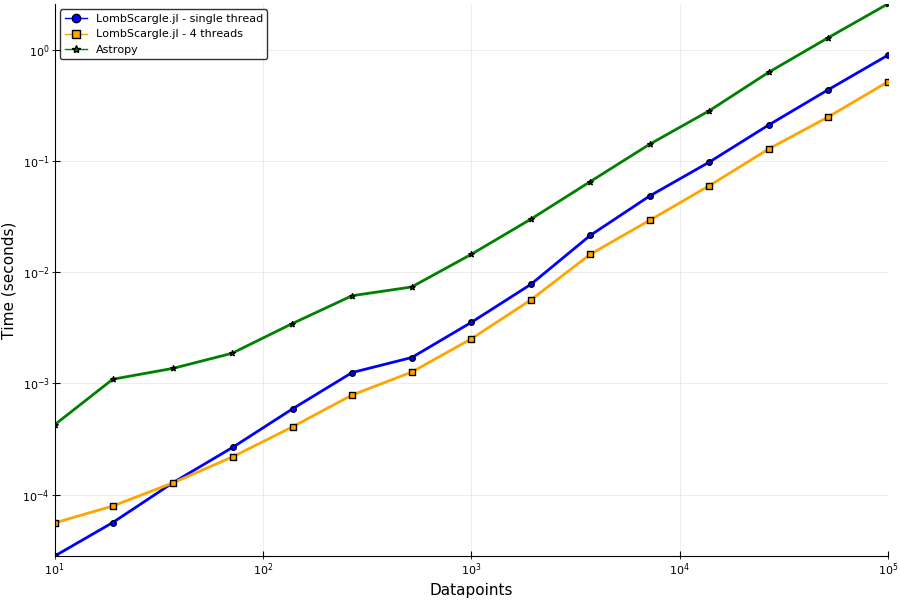 LombScargle.jl - single thread
LombScargle.jl - 4 threads
Astropy
10⁰
10⁻¹
10⁻²
10⁻³
10⁻⁴
Time (seconds)
10¹ 10² 10³ 10⁴ 10⁵
Datapoints